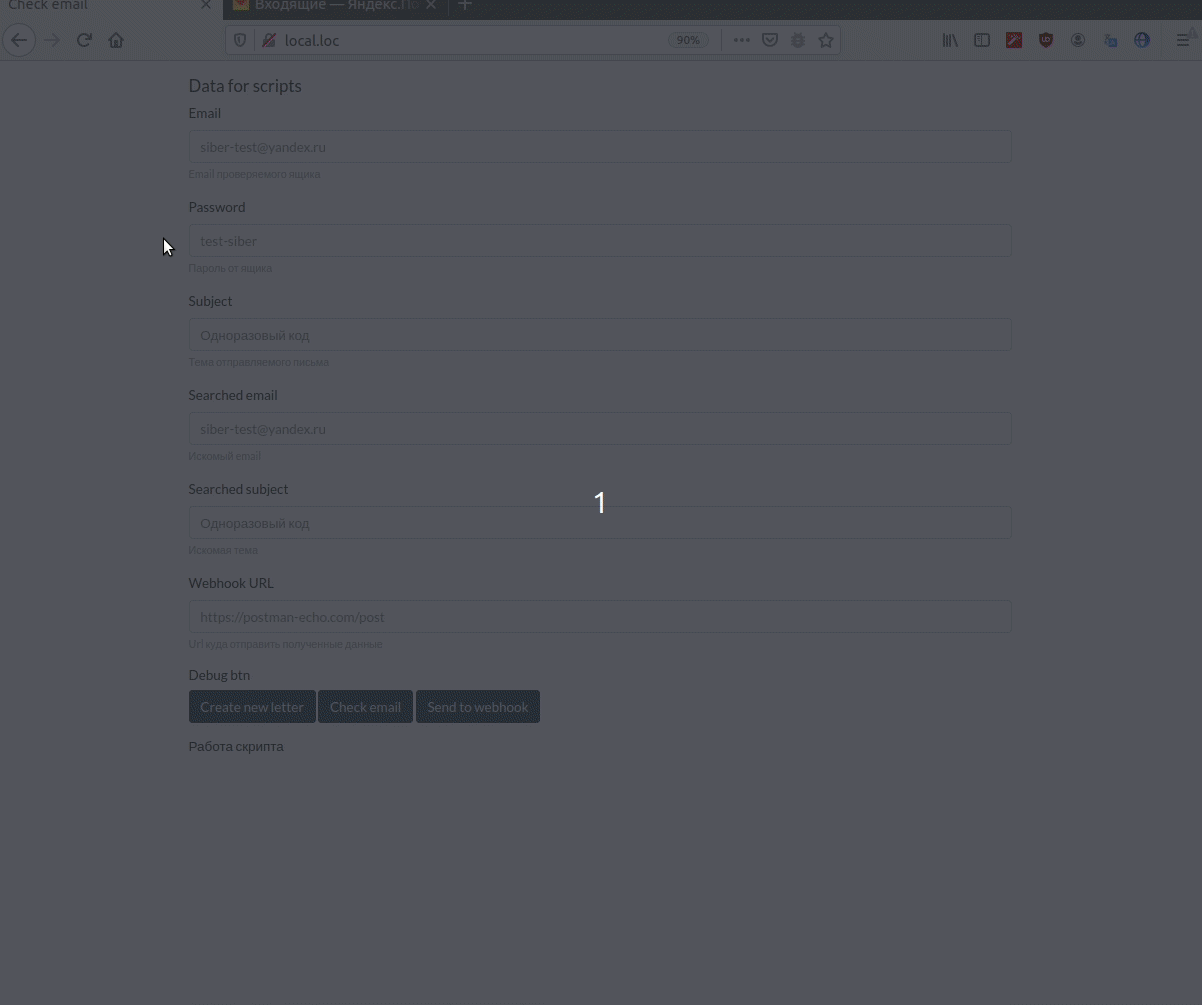 Check email
Входящие — Яндекс.По
local.loc
90%
Data for scripts
Email
siber-test@yandex.ru
Email проверяемого ящика
Password
test-siber
Пароль от ящика
Subject
Одноразовый код
Тема отправляемого письма
Searched email
siber-test@yandex.ru
Искомый email
Searched subject
1
Одноразовый код
Искомая тема
Webhook URL
https://postman-echo.com/post
Url куда отправить полученные данные
Debug btn
Create new letter Check email Send to webhook
Работа скрипта